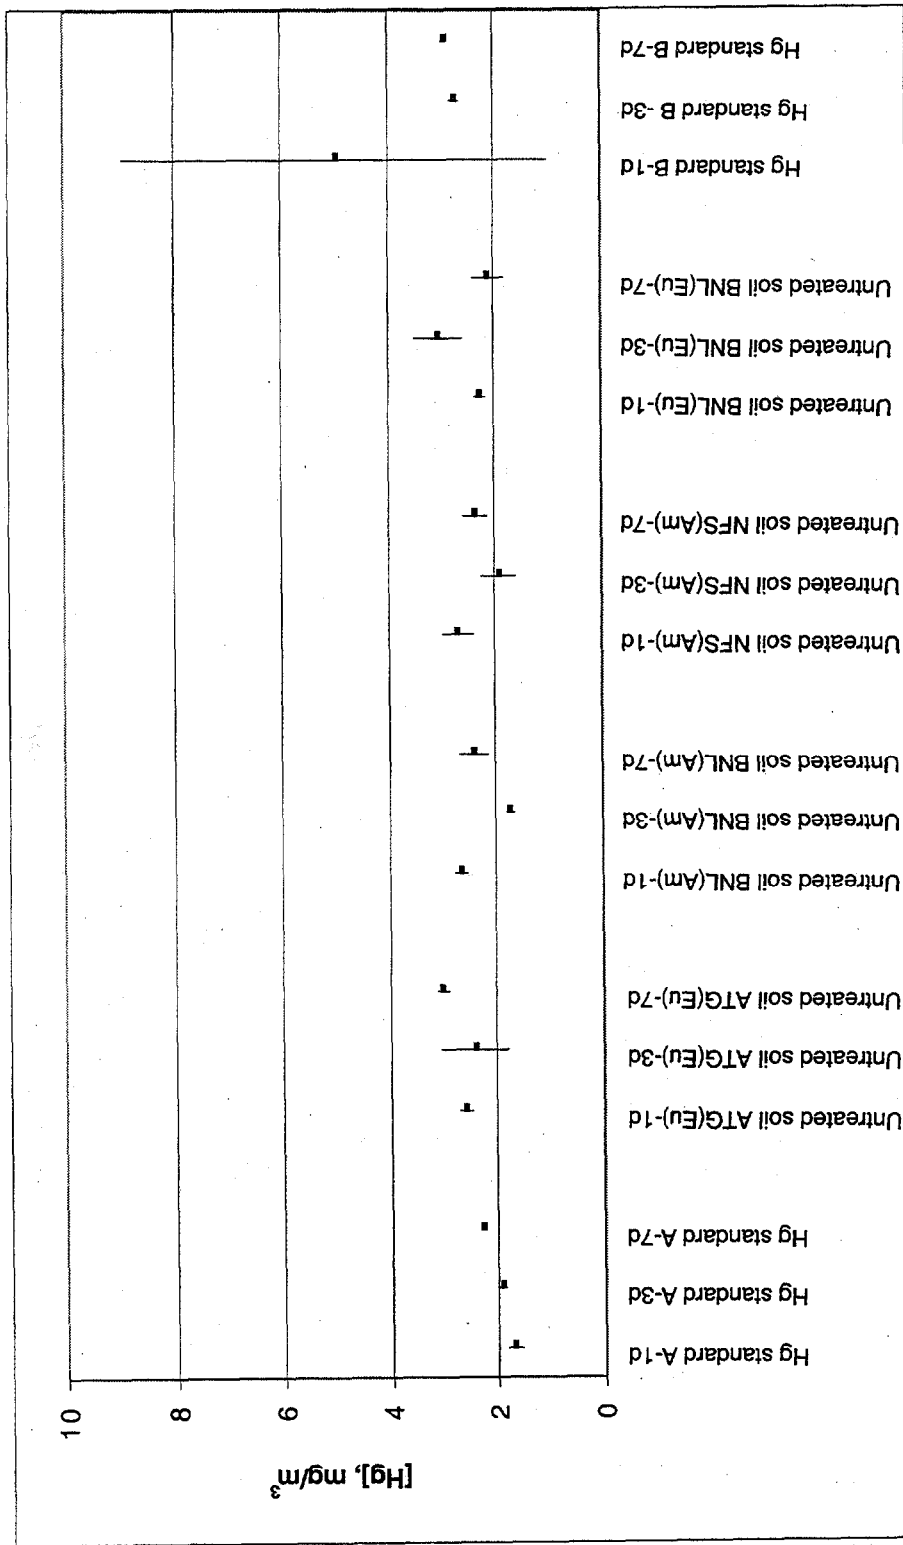 [Hg], mg/m³
10
8
6
4
2
0
Hg standard A-1d
Hg standard A-3d
Hg standard A-7d
Untreated soil ATG(Eu)-1d
Untreated soil ATG(Eu)-3d
Untreated soil ATG(Eu)-7d
Untreated soil BNL(Am)-1d
Untreated soil BNL(Am)-3d
Untreated soil BNL(Am)-7d
Untreated soil NFS(Am)-1d
Untreated soil NFS(Am)-3d
Untreated soil NFS(Am)-7d
Untreated soil BNL(Eu)-1d
Untreated soil BNL(Eu)-3d
Untreated soil BNL(Eu)-7d
Hg standard B-1d
Hg standard B -3d
Hg standard B-7d